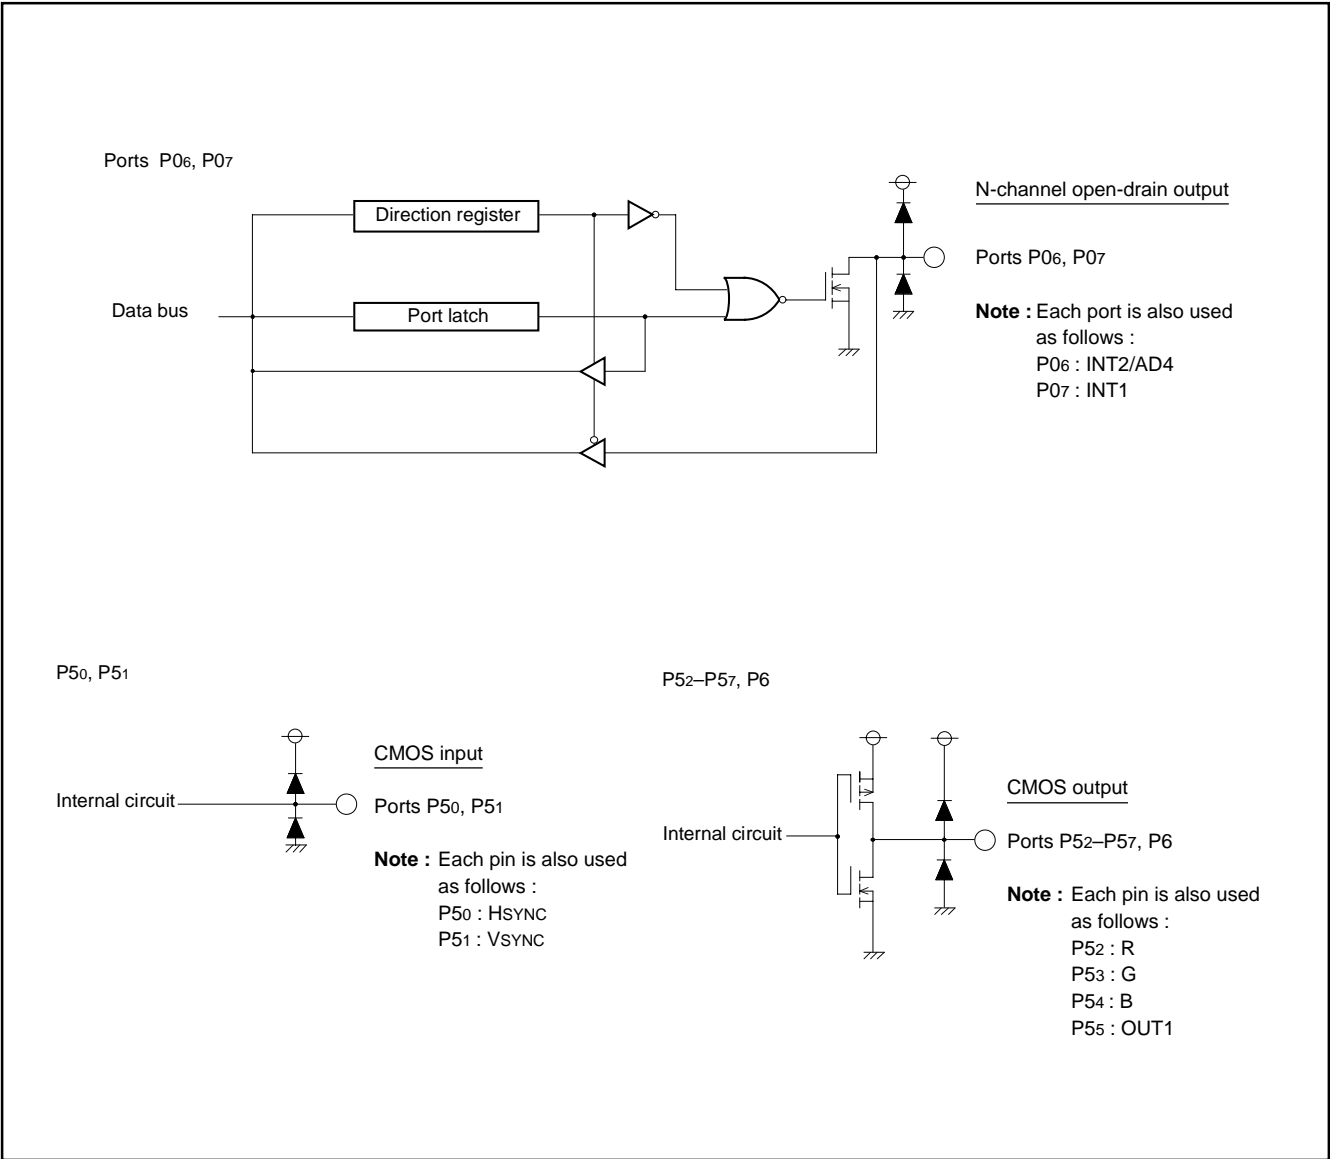 Ports P06, P07
Direction register
Data bus
Port latch
N-channel open-drain output
Ports P06, P07
Note : Each port is also used
as follows :
P06 : INT2/AD4
P07 : INT1
P50, P51
Internal circuit
CMOS input
Ports P50, P51
Note : Each pin is also used
as follows :
P50 : HSYNC
P51 : VSYNC
P52–P57, P6
Internal circuit
CMOS output
Ports P52–P57, P6
Note : Each pin is also used
as follows :
P52 : R
P53 : G
P54 : B
P55 : OUT1